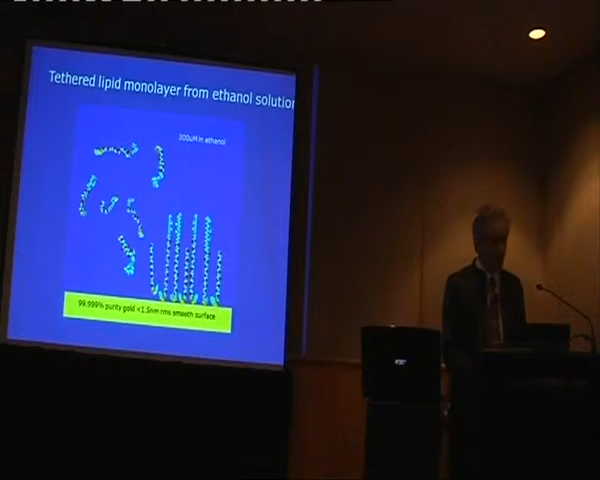 Tethered lipid monolayer from ethanol solution
300uM in ethanol
99.999% purity gold <1.5nm rms smooth surface